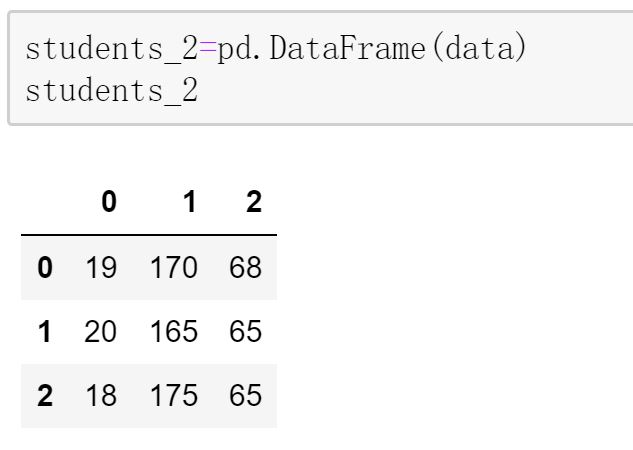 students_2=pd.DataFrame(data)
students_2
0 1 2
0 19 170 68
1 20 165 65
2 18 175 65